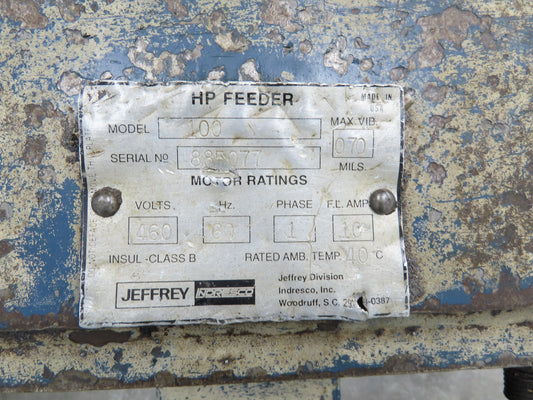 HP FEEDER
MADE IN
USA
MODEL 100
MAX. VIB.
070
SERIAL NO
MILS.
MOTOR RATINGS
VOLTS. Hz. PHASE F.L. AMP
460 60 1 10
INSUL-CLASS B RATED AMB. TEMP. 40 C
JEFFREY
Jeffrey Division
Indresco, Inc.
Woodruff, S.C.